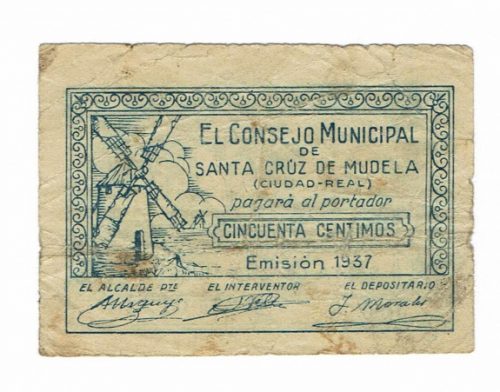 EL CONSEJO MUNICIPAL
DE
SANTA CRÚZ DE MUDELA
(CIUDAD-REAL)
pagará al portador
CINCUENTA CENTIMOS
Emisión 1937
EL ALCALDE PTE EL INTERVENTOR EL DEPOSITARIO
J. Morales